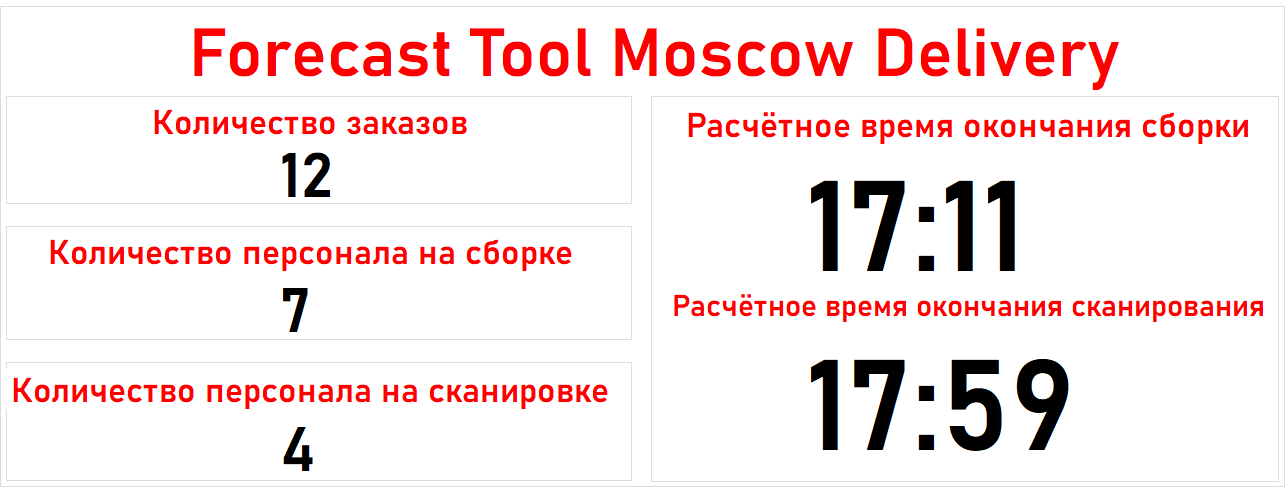 Forecast Tool Moscow Delivery
Количество заказов
12
Количество персонала на сборке
7
Количество персонала на сканировке
4
Расчётное время окончания сборки
17:11
Расчётное время окончания сканирования
17:59